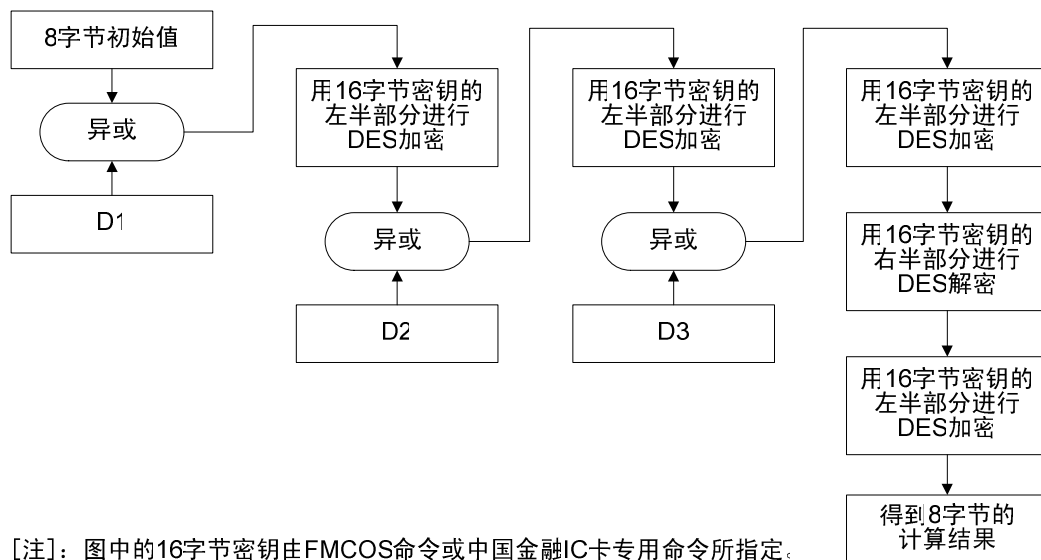 8字节初始值
异或
D1
用16字节密钥的
左半部分进行
DES加密
异或
D2
用16字节密钥的
左半部分进行
DES加密
异或
D3
用16字节密钥的
左半部分进行
DES加密
用16字节密钥的
右半部分进行
DES解密
用16字节密钥的
左半部分进行
DES加密
得到8字节的
计算结果
[注]：图中的16字节密钥由FMCOS命令或中国金融IC卡专用命令所指定。